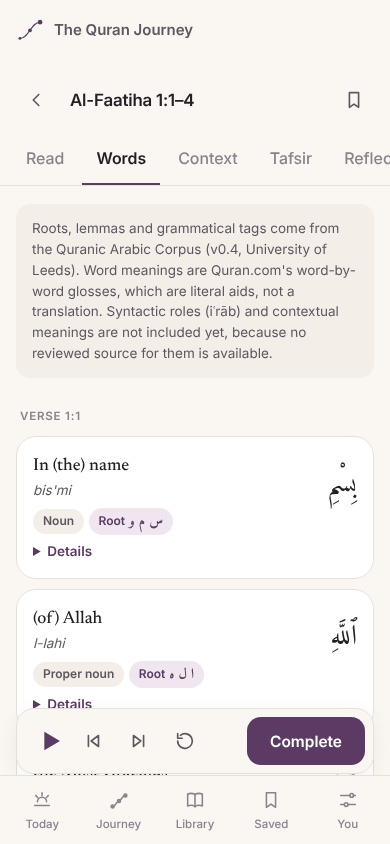 The Quran Journey
Al-Faatiha 1:1–4
Read Words Context Tafsir Reflec
Roots, lemmas and grammatical tags come from
the Quranic Arabic Corpus (v0.4, University of
Leeds). Word meanings are Quran.com's word-by-
word glosses, which are literal aids, not a
translation. Syntactic roles (iʿrāb) and contextual
meanings are not included yet, because no
reviewed source for them is available.
VERSE 1:1
In (the) name
بِسْمِ
bis'mi
Noun Root س م و
Details
(of) Allah
ٱللَّهِ
l-lahi
Proper noun Root ا ل ه
Details
Complete
Today Journey Library Saved You